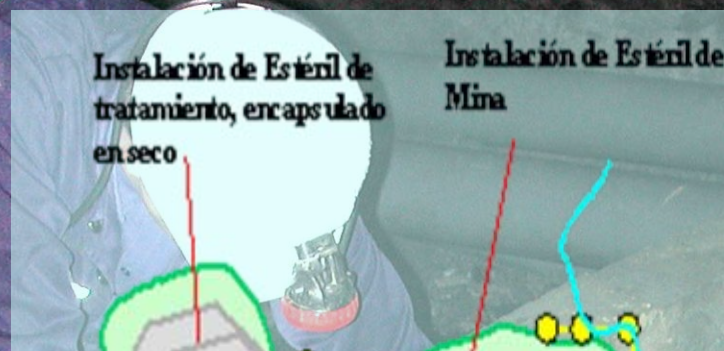 Instalación de Estéril de
tratamiento, encapsulado
en seco
Instalación de Estéril de
Mina